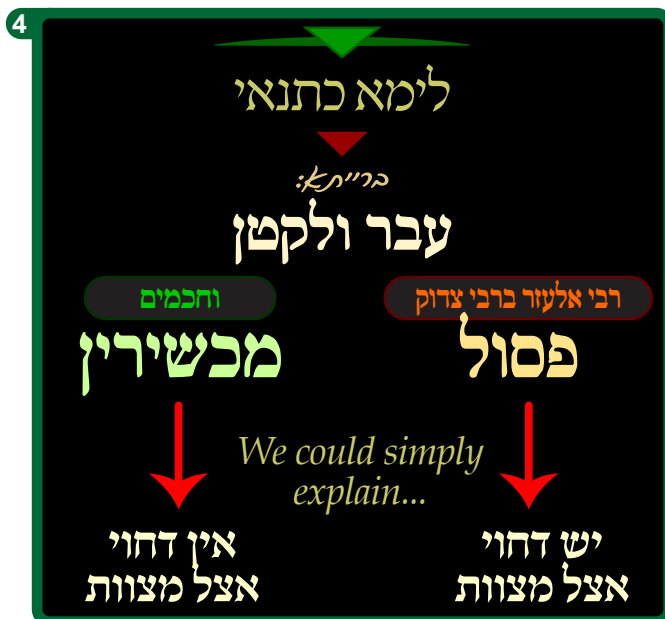 4
לימא כתנאי
ברייתא:
עבר ולקטן
רבי אלעזר ברבי צדוק
וחכמים
פסול
מכשירין
We could simply
explain...
יש דחוי
אצל מצוות
אין דחוי
אצל מצוות